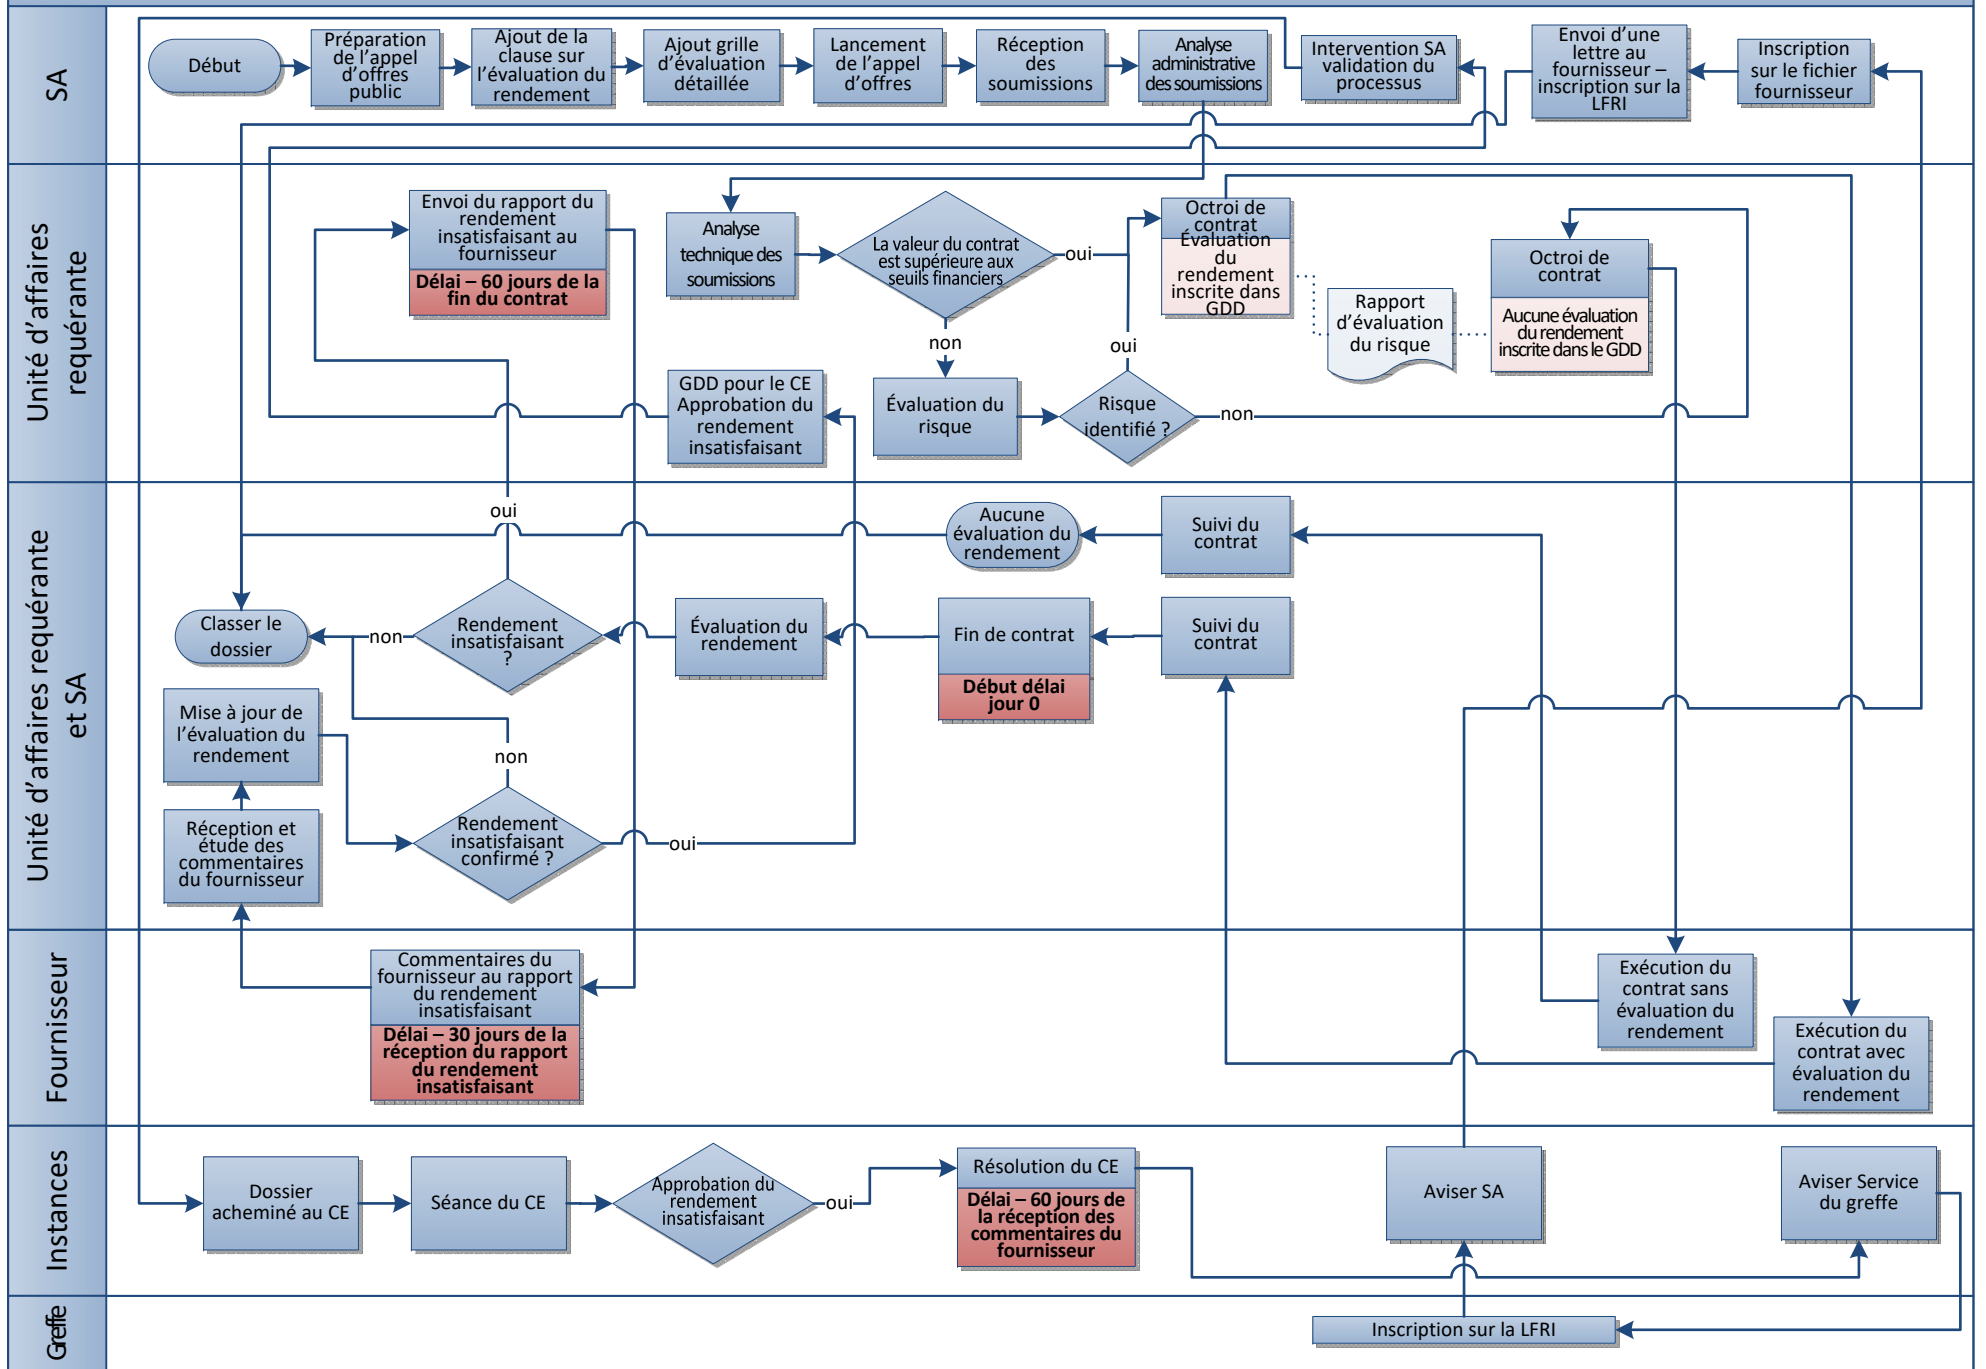 SA
Début
Préparation
de l'appel
d'offres
public
Ajout de la
clause sur
l'évaluation du
rendement
Ajout grille
d'évaluation
détaillée
Lancement
de l'appel
d'offres
Réception
des
soumissions
Analyse
administrative
des soumissions
Intervention SA
validation du
processus
Envoi d'une
lettre au
fournisseur –
inscription sur la
LFRI
Inscription
sur le fichier
fournisseur
Unité d'affaires
requérante
Envoi du rapport du
rendement
insatisfaisant au
fournisseur
Délai – 60 jours de la
fin du contrat
Analyse
technique des
soumissions
La valeur du contrat
est supérieure aux
seuils financiers
oui
non
Octroi de
contrat
Évaluation
du
rendement
inscrite dans
GDD
Rapport
d'évaluation
du risque
Octroi de
contrat
Aucune évaluation
du rendement
inscrite dans le GDD
GDD pour le CE
Approbation du
rendement
insatisfaisant
Évaluation du
risque
oui
Risque
identifié ?
non
Unité d'affaires requérante
et SA
oui
Aucune
évaluation du
rendement
Suivi du
contrat
Classer le
dossier
non
Rendement
insatisfaisant
?
Évaluation du
rendement
Fin de contrat
Début délai
jour 0
Suivi du
contrat
Mise à jour de
l'évaluation du
rendement
non
Réception et
étude des
commentaires
du fournisseur
Rendement
insatisfaisant
confirmé ?
oui
Fournisseur
Commentaires du
fournisseur au rapport
du rendement
insatisfaisant
Délai – 30 jours de la
réception du rapport
du rendement
insatisfaisant
Exécution du
contrat sans
évaluation du
rendement
Exécution du
contrat avec
évaluation du
rendement
Instances
Dossier
acheminé au CE
Séance du CE
Approbation du
rendement
insatisfaisant
oui
Résolution du CE
Délai – 60 jours de
la réception des
commentaires du
fournisseur
Aviser SA
Aviser Service
du greffe
Greffe
Inscription sur la LFRI